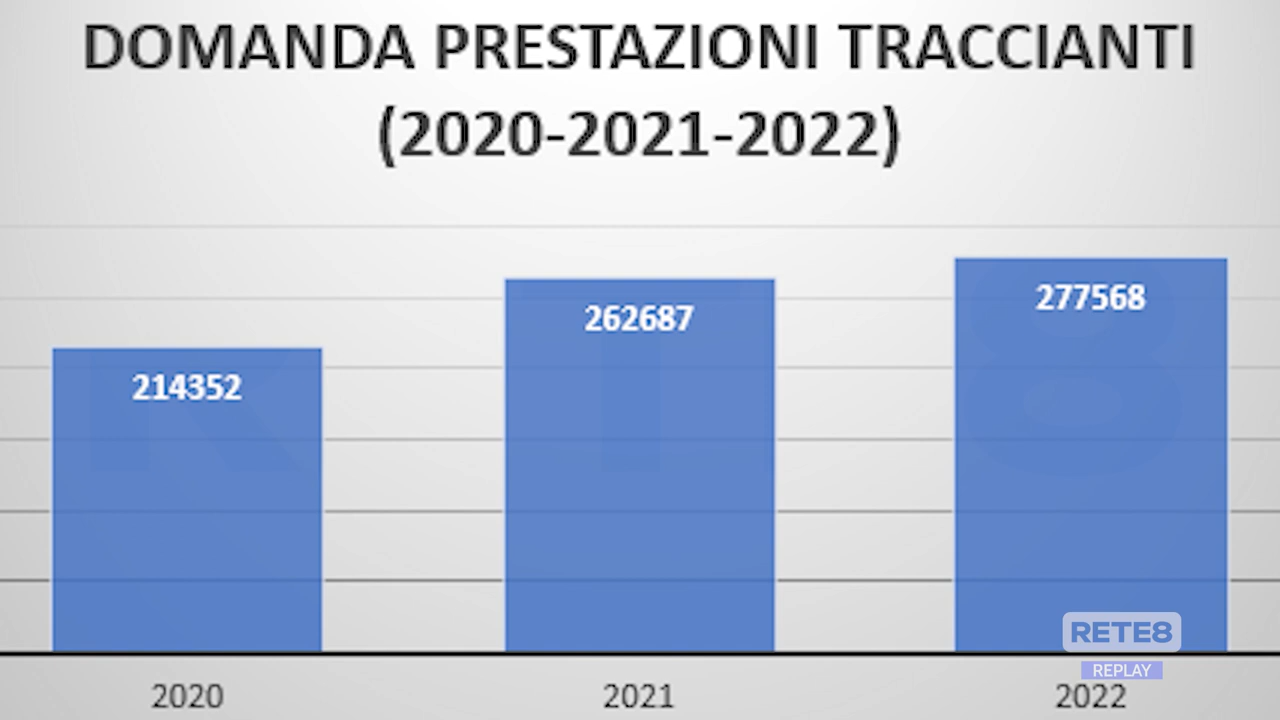 DOMANDA PRESTAZIONI TRACCIANTI
(2020-2021-2022)
214352
262687
277568
RETE8
REPLAY
2020
2021
2022